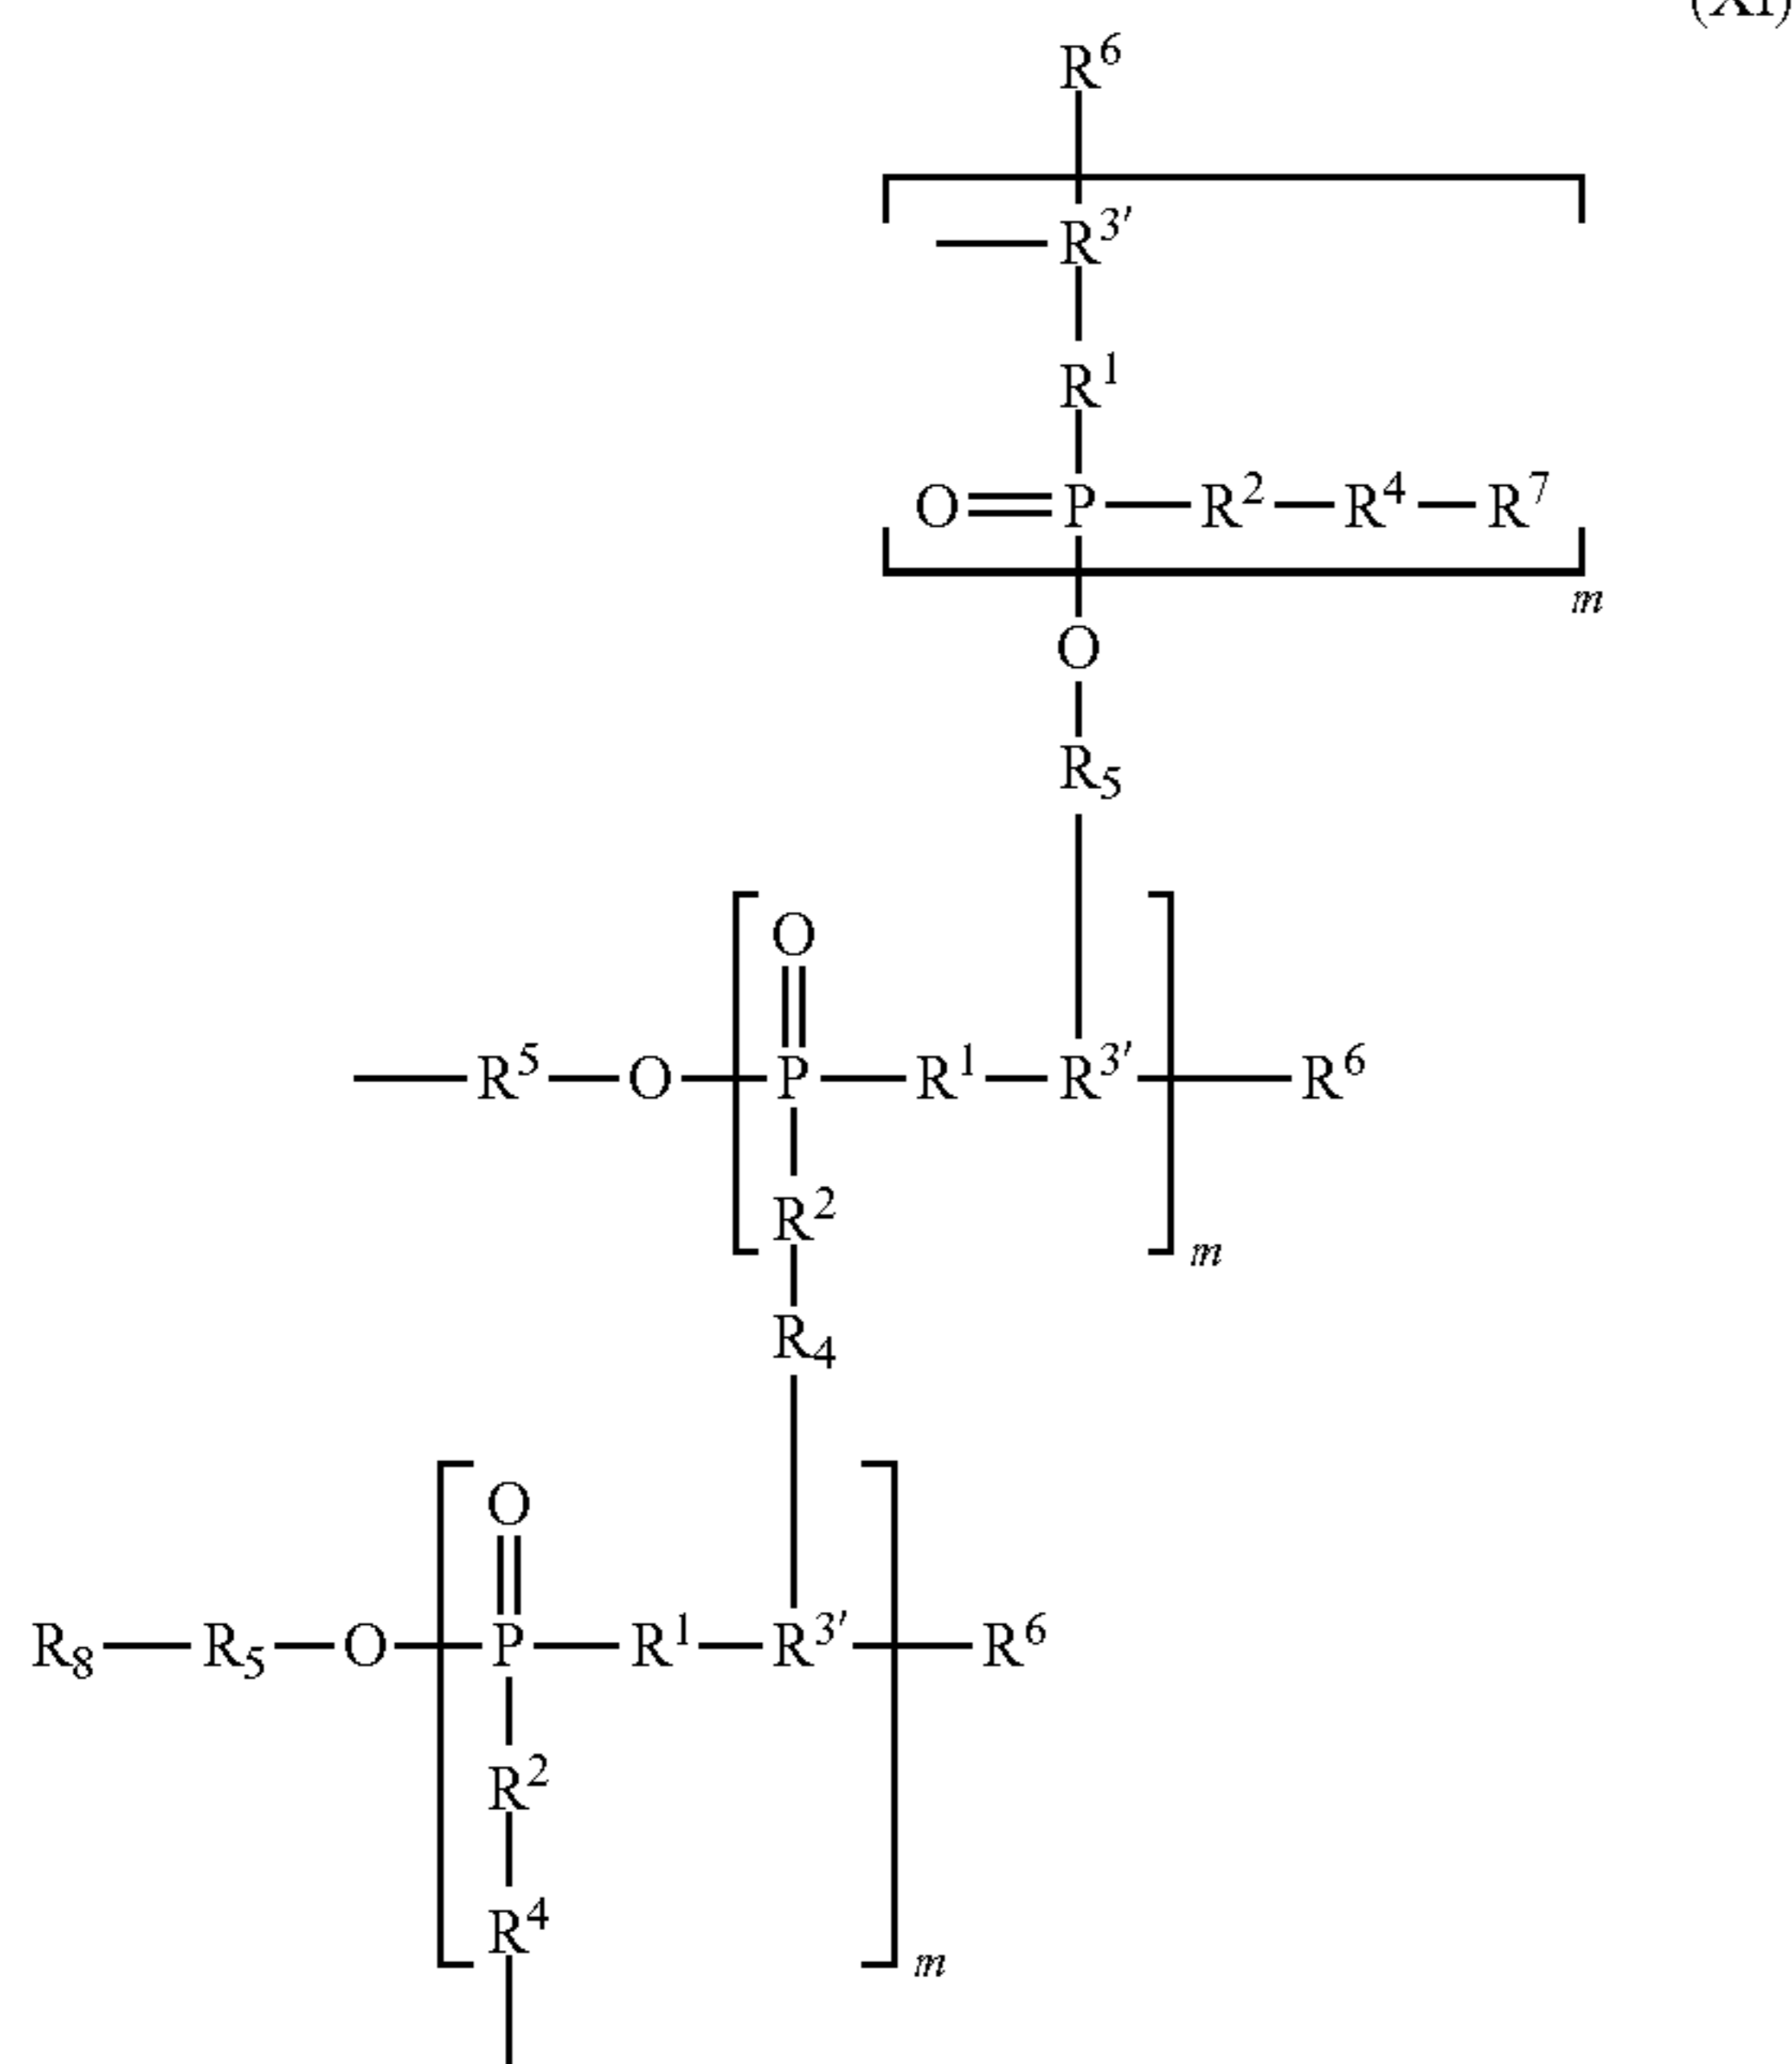 (XI)
R⁶
R³′
R¹
O P R² R⁴ R⁷
m
O
R₅
O
R⁵ O P R¹ R³′ R⁶
R²
m
R₄
O
R₈ R₅ O P R¹ R³′ R⁶
R²
R⁴
m